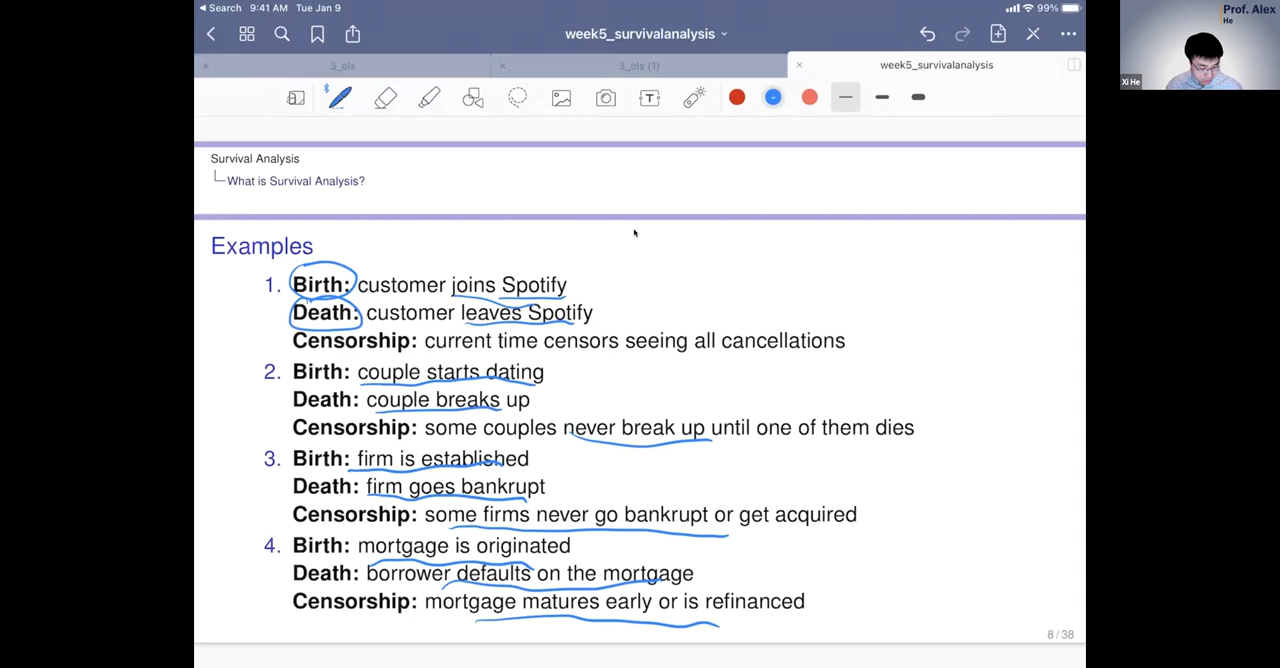 Search 9:41 AM Tue Jan 9 99%
Prof. Alex
He
week5_survivalanalysis
3_ols 3_ols (1) week5_survivalanalysis
Xi He
T
Survival Analysis
What is Survival Analysis?
Examples
1. Birth: customer joins Spotify
Death: customer leaves Spotify
Censorship: current time censors seeing all cancellations
2. Birth: couple starts dating
Death: couple breaks up
Censorship: some couples never break up until one of them dies
3. Birth: firm is established
Death: firm goes bankrupt
Censorship: some firms never go bankrupt or get acquired
4. Birth: mortgage is originated
Death: borrower defaults on the mortgage
Censorship: mortgage matures early or is refinanced
8 / 38